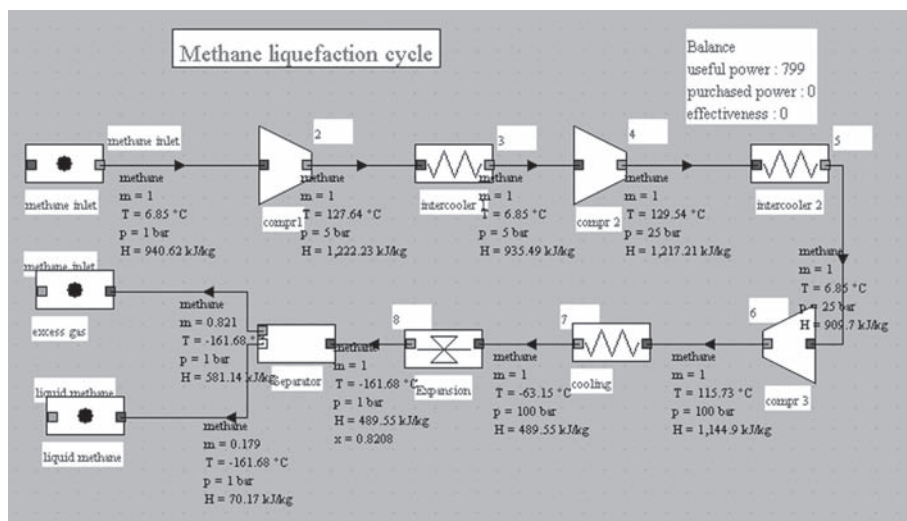 Methane liquefaction cycle
Balance
useful power : 799
purchased power : 0
effectiveness : 0
methane inlet
methane inlet
methane
m = 1
T = 6.85 °C
p = 1 bar
H = 940.62 kJ/kg
compr1
2
methane
m = 1
T = 127.64 °C
p = 5 bar
H = 1,222.23 kJ/kg
intercooler 1
3
methane
m = 1
T = 6.85 °C
p = 5 bar
H = 935.49 kJ/kg
compr 2
4
methane
m = 1
T = 129.54 °C
p = 25 bar
H = 1,217.21 kJ/kg
intercooler 2
5
methane
m = 1
T = 6.85 °C
p = 25 bar
H = 909.7 kJ/kg
compr 3
6
methane
m = 1
T = 115.73 °C
p = 100 bar
H = 1,144.9 kJ/kg
cooling
7
methane
m = 1
T = -63.15 °C
p = 100 bar
H = 489.55 kJ/kg
Expansion
8
methane
m = 1
T = -161.68 °C
p = 1 bar
H = 489.55 kJ/kg
x = 0.8208
separator
methane inlet
excess gas
methane
m = 0.821
T = -161.68 °C
p = 1 bar
H = 581.14 kJ/kg
liquid methane
liquid methane
methane
m = 0.179
T = -161.68 °C
p = 1 bar
H = 70.17 kJ/kg